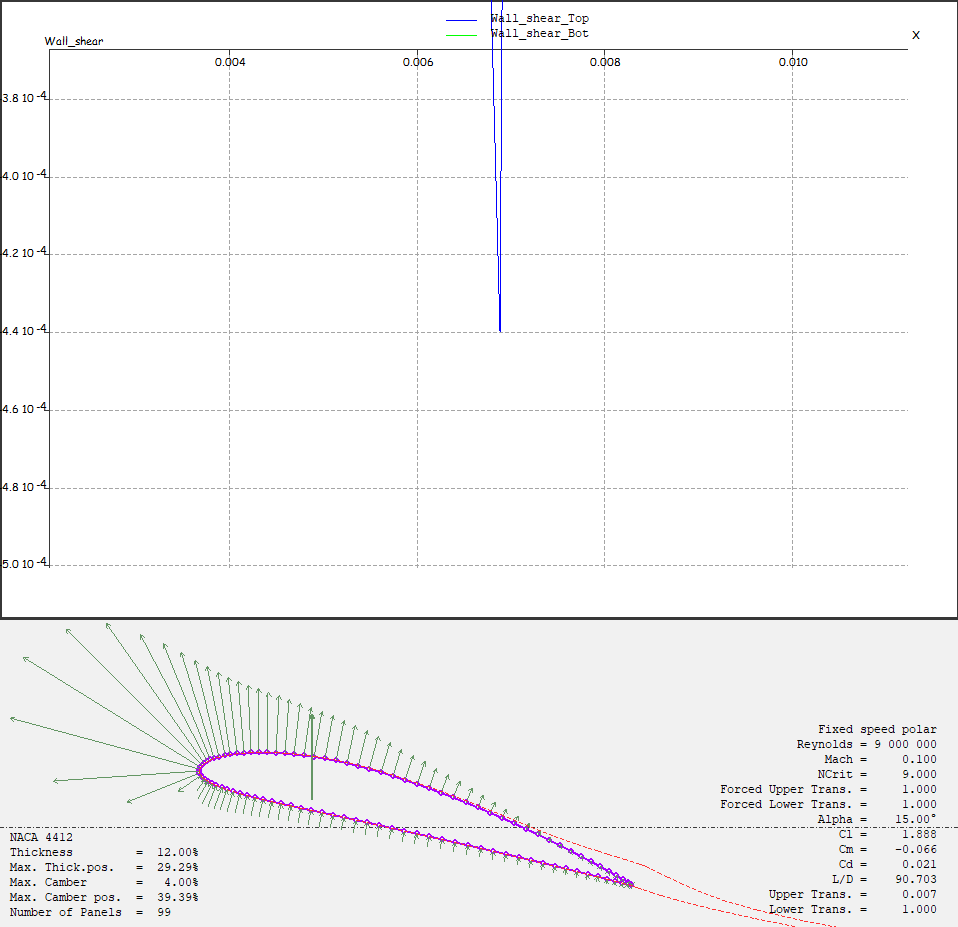 Wall_shear_Top
Wall_shear_Bot
Wall_shear
X
0.004 0.006 0.008 0.010
3.8 10 -4
4.0 10 -4
4.2 10 -4
4.4 10 -4
4.6 10 -4
4.8 10 -4
5.0 10 -4
Fixed speed polar
Reynolds = 9 000 000
Mach = 0.100
NCrit = 9.000
Forced Upper Trans. = 1.000
Forced Lower Trans. = 1.000
Alpha = 15.00°
Cl = 1.888
Cm = -0.066
Cd = 0.021
L/D = 90.703
Upper Trans. = 0.007
Lower Trans. = 1.000
NACA 4412
Thickness = 12.00%
Max. Thick.pos. = 29.29%
Max. Camber = 4.00%
Max. Camber pos. = 39.39%
Number of Panels = 99